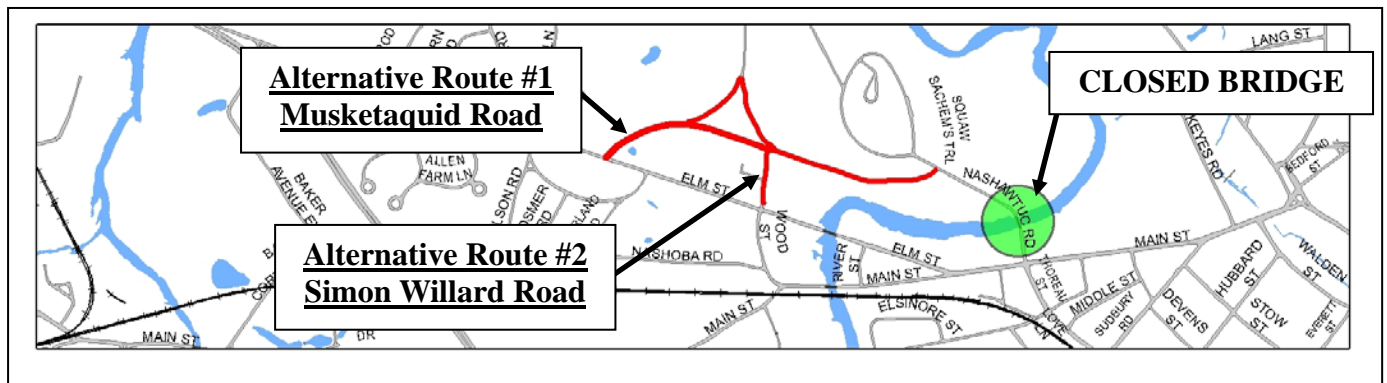 Alternative Route #1
Musketaquid Road
CLOSED BRIDGE
Alternative Route #2
Simon Willard Road
LANG ST
SQUAW
SACHEM'S TRL
KEYES RD
BEDFORD
ST
ALLEN
FARM LN
BAKER
AVENUE
ELM ST
NASHAWTUC RD
WOOD
ST
NASHOBA RD
RIVER
ST
ELM ST
MAIN ST
MAIN ST
THOREAU
ST
MIDDLE ST
SUDBURY
RD
DEVENS
ST
HUBBARD
ST
STOW
ST
WALDEN
EVERETT
ST
ELSINORE ST
LOVE
LN
MAIN ST
MAIN ST
DR